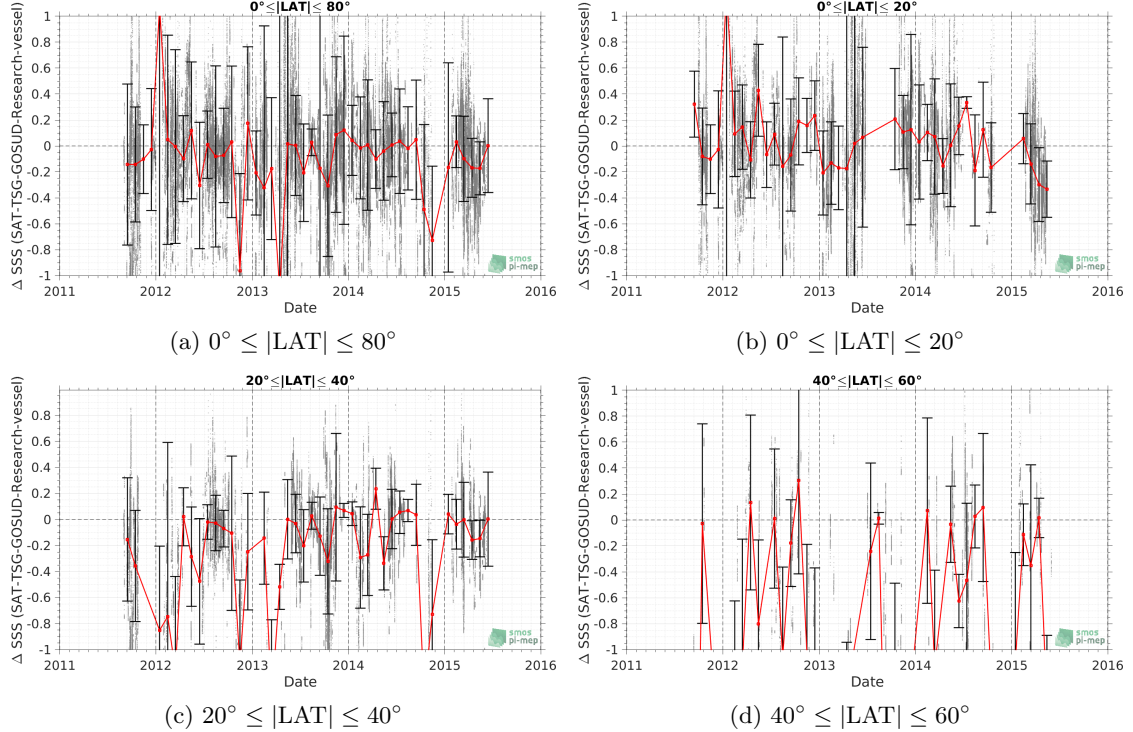 0°≤|LAT|≤ 80°
Δ SSS (SAT-TSG-GOSUD-Research-vessel)
1
0.8
0.6
0.4
0.2
0
-0.2
-0.4
-0.6
-0.8
-1
2011 2012 2013 2014 2015 2016
Date
smos
pi-mep
(a) 0° ≤ |LAT| ≤ 80°
0°≤|LAT|≤ 20°
Δ SSS (SAT-TSG-GOSUD-Research-vessel)
1
0.8
0.6
0.4
0.2
0
-0.2
-0.4
-0.6
-0.8
-1
2011 2012 2013 2014 2015 2016
Date
smos
pi-mep
(b) 0° ≤ |LAT| ≤ 20°
20°≤|LAT|≤ 40°
Δ SSS (SAT-TSG-GOSUD-Research-vessel)
0.8
0.6
0.4
0.2
0
-0.2
-0.4
-0.6
-0.8
-1
2011 2012 2013 2014 2015 2016
Date
smos
pi-mep
(c) 20° ≤ |LAT| ≤ 40°
40°≤|LAT|≤ 60°
Δ SSS (SAT-TSG-GOSUD-Research-vessel)
0.8
0.6
0.4
0.2
0
-0.2
-0.4
-0.6
-0.8
-1
2011 2012 2013 2014 2015 2016
Date
smos
pi-mep
(d) 40° ≤ |LAT| ≤ 60°